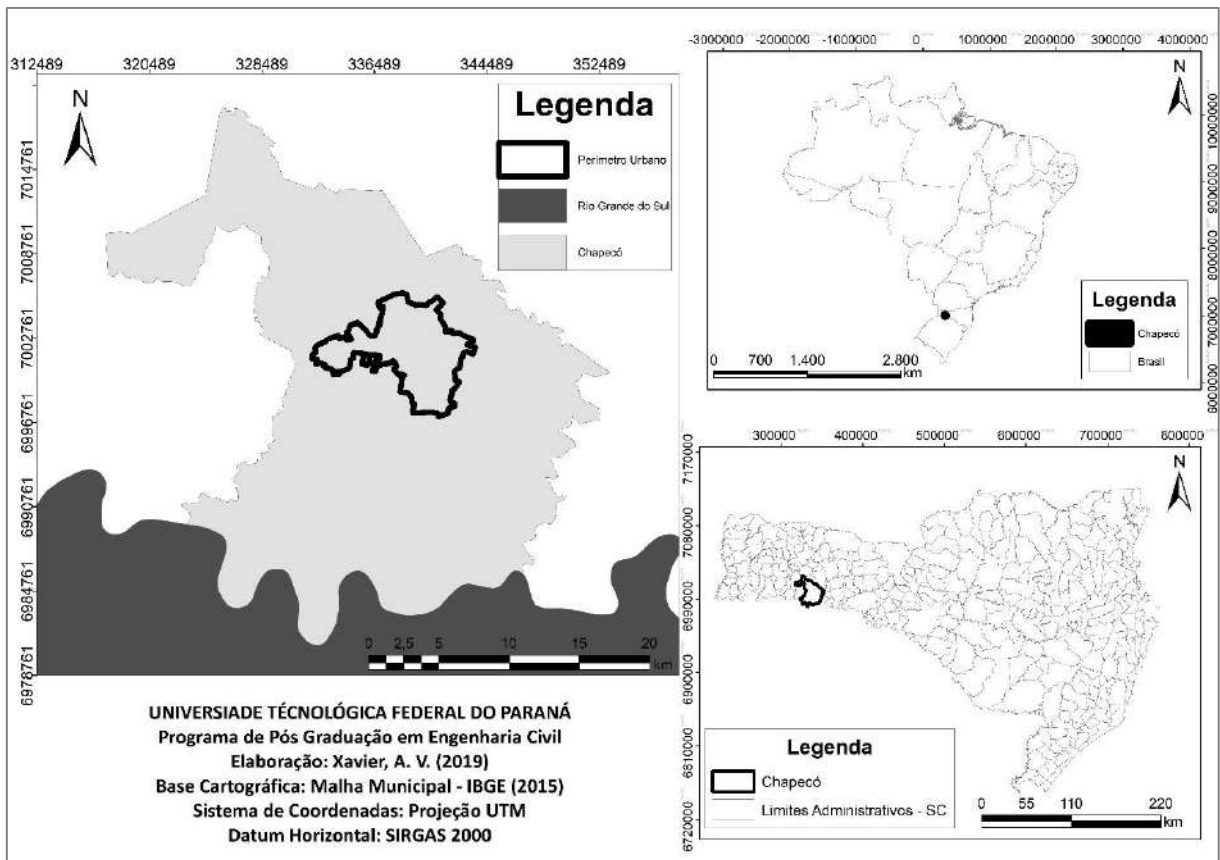 312489 320489 328489 336489 344489 352489
N
7014761
7008761
7002761
6996761
6990761
6984761
6978761
Legenda
Perimetro Urbano
Rio Grande do Sul
Chapecó
0 2,5 5 10 15 20
km
UNIVERSIADE TÉCNOLÓGICA FEDERAL DO PARANÁ
Programa de Pós Graduação em Engenharia Civil
Elaboração: Xavier, A. V. (2019)
Base Cartográfica: Malha Municipal - IBGE (2015)
Sistema de Coordenadas: Projeção UTM
Datum Horizontal: SIRGAS 2000
-3000000 -2000000 -1000000 0 1000000 2000000 3000000 4000000
N
10000000
9000000
8000000
7000000
6000000
Legenda
Chapecó
Brasil
0 700 1.400 2.800
km
300000 400000 500000 600000 700000 800000
N
7170000
7080000
6990000
6900000
6810000
6720000
Legenda
Chapecó
Limites Administrativos - SC
0 55 110 220
km